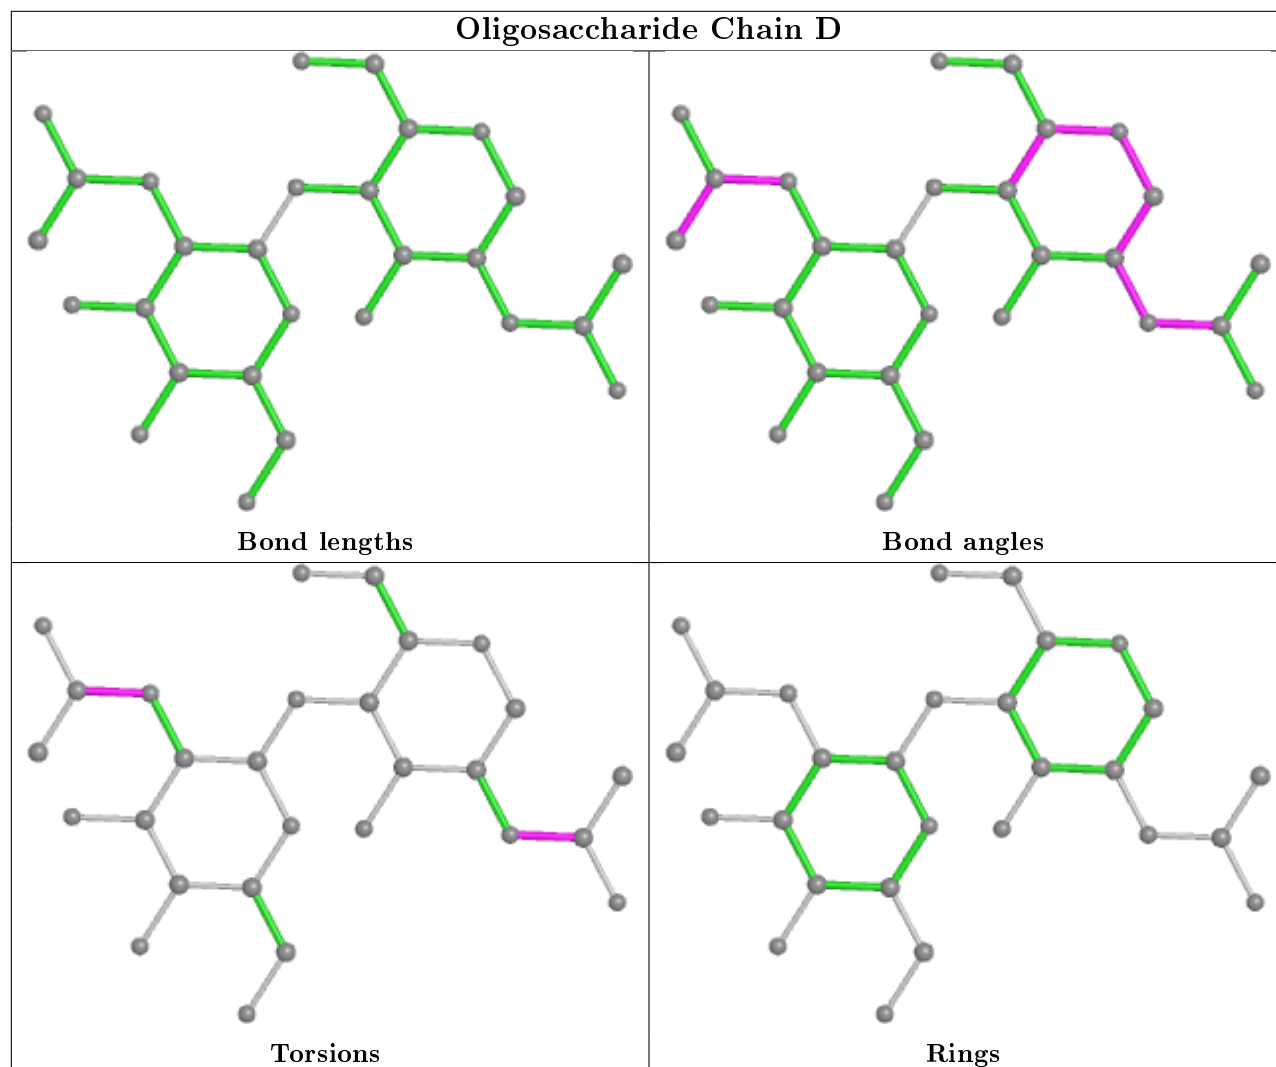 Oligosaccharide Chain D
Bond lengths
Bond angles
Torsions
Rings